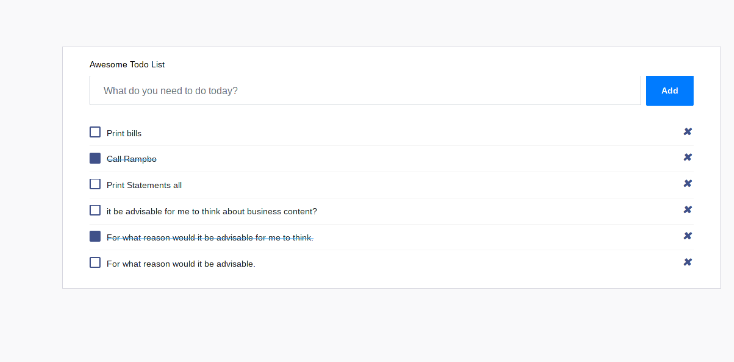 Awesome Todo List
What do you need to do today?
Add
Print bills
Call Rampbo
Print Statements all
it be advisable for me to think about business content?
For what reason would it be advisable for me to think.
For what reason would it be advisable.